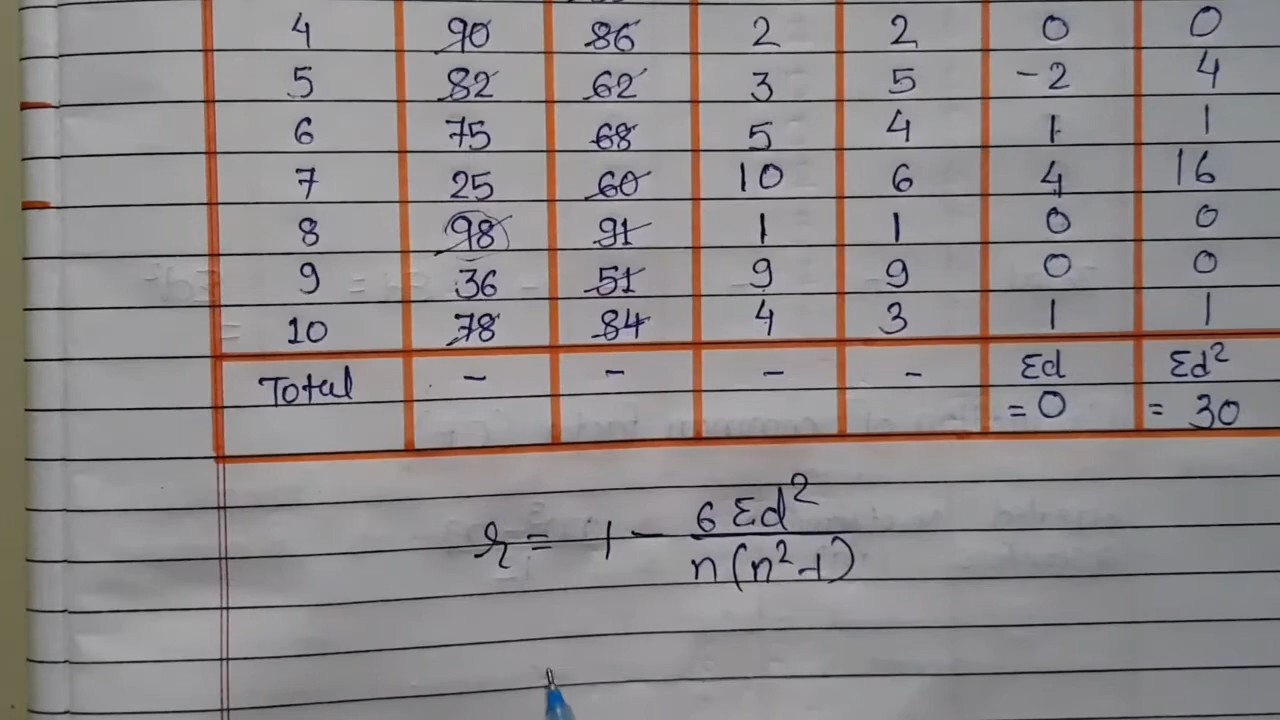 4 90 86 2 2 0 0
5 82 62 3 5 -2 4
6 75 68 5 4 1 1
7 25 60 10 6 4 16
8 98 91 1 1 0 0
9 36 51 9 9 0 0
10 78 84 4 3 1 1
Total - - - - Σd = 0 Σd² = 30
r = 1 - 6 Σd² / n(n²-1)